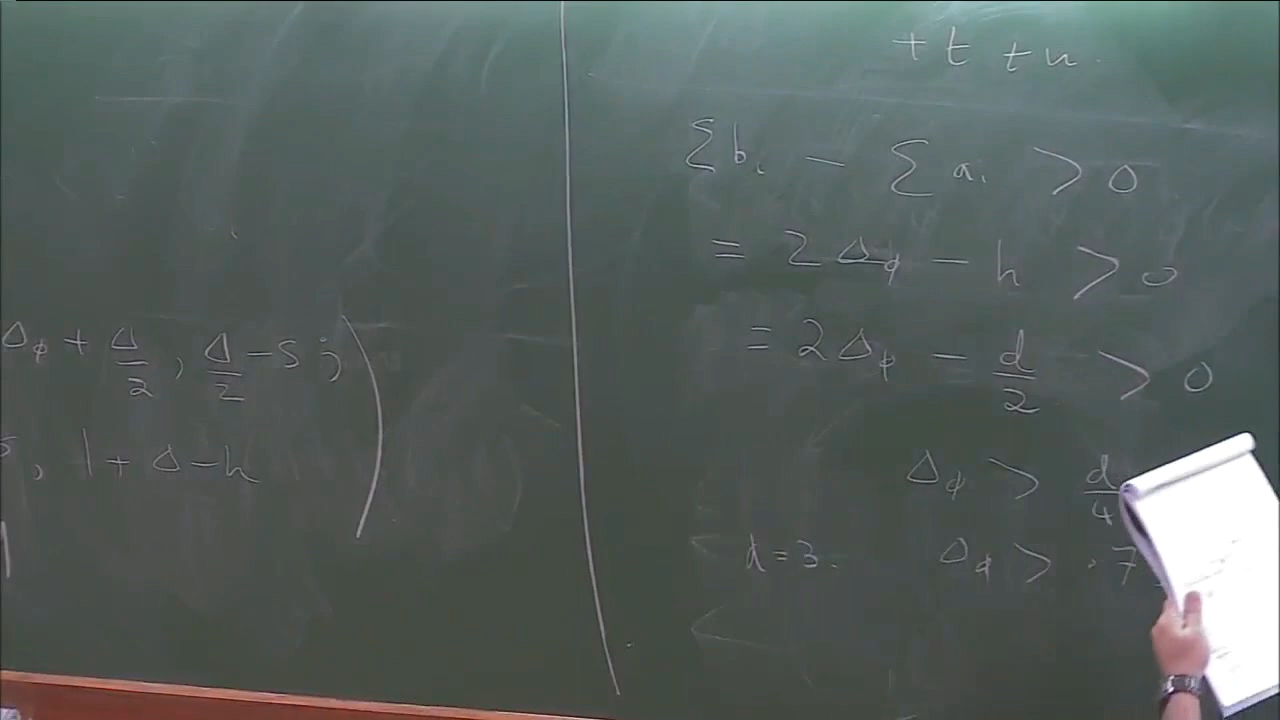 Δ_φ + Δ/2, Δ/2 - s ;
, 1 + Δ - h
+ t + u
Σ b_i - Σ a_i > 0
= 2Δ_φ - h > 0
= 2Δ_φ - d/2 > 0
Δ_φ > d/4
d = 3. Δ_φ > .7